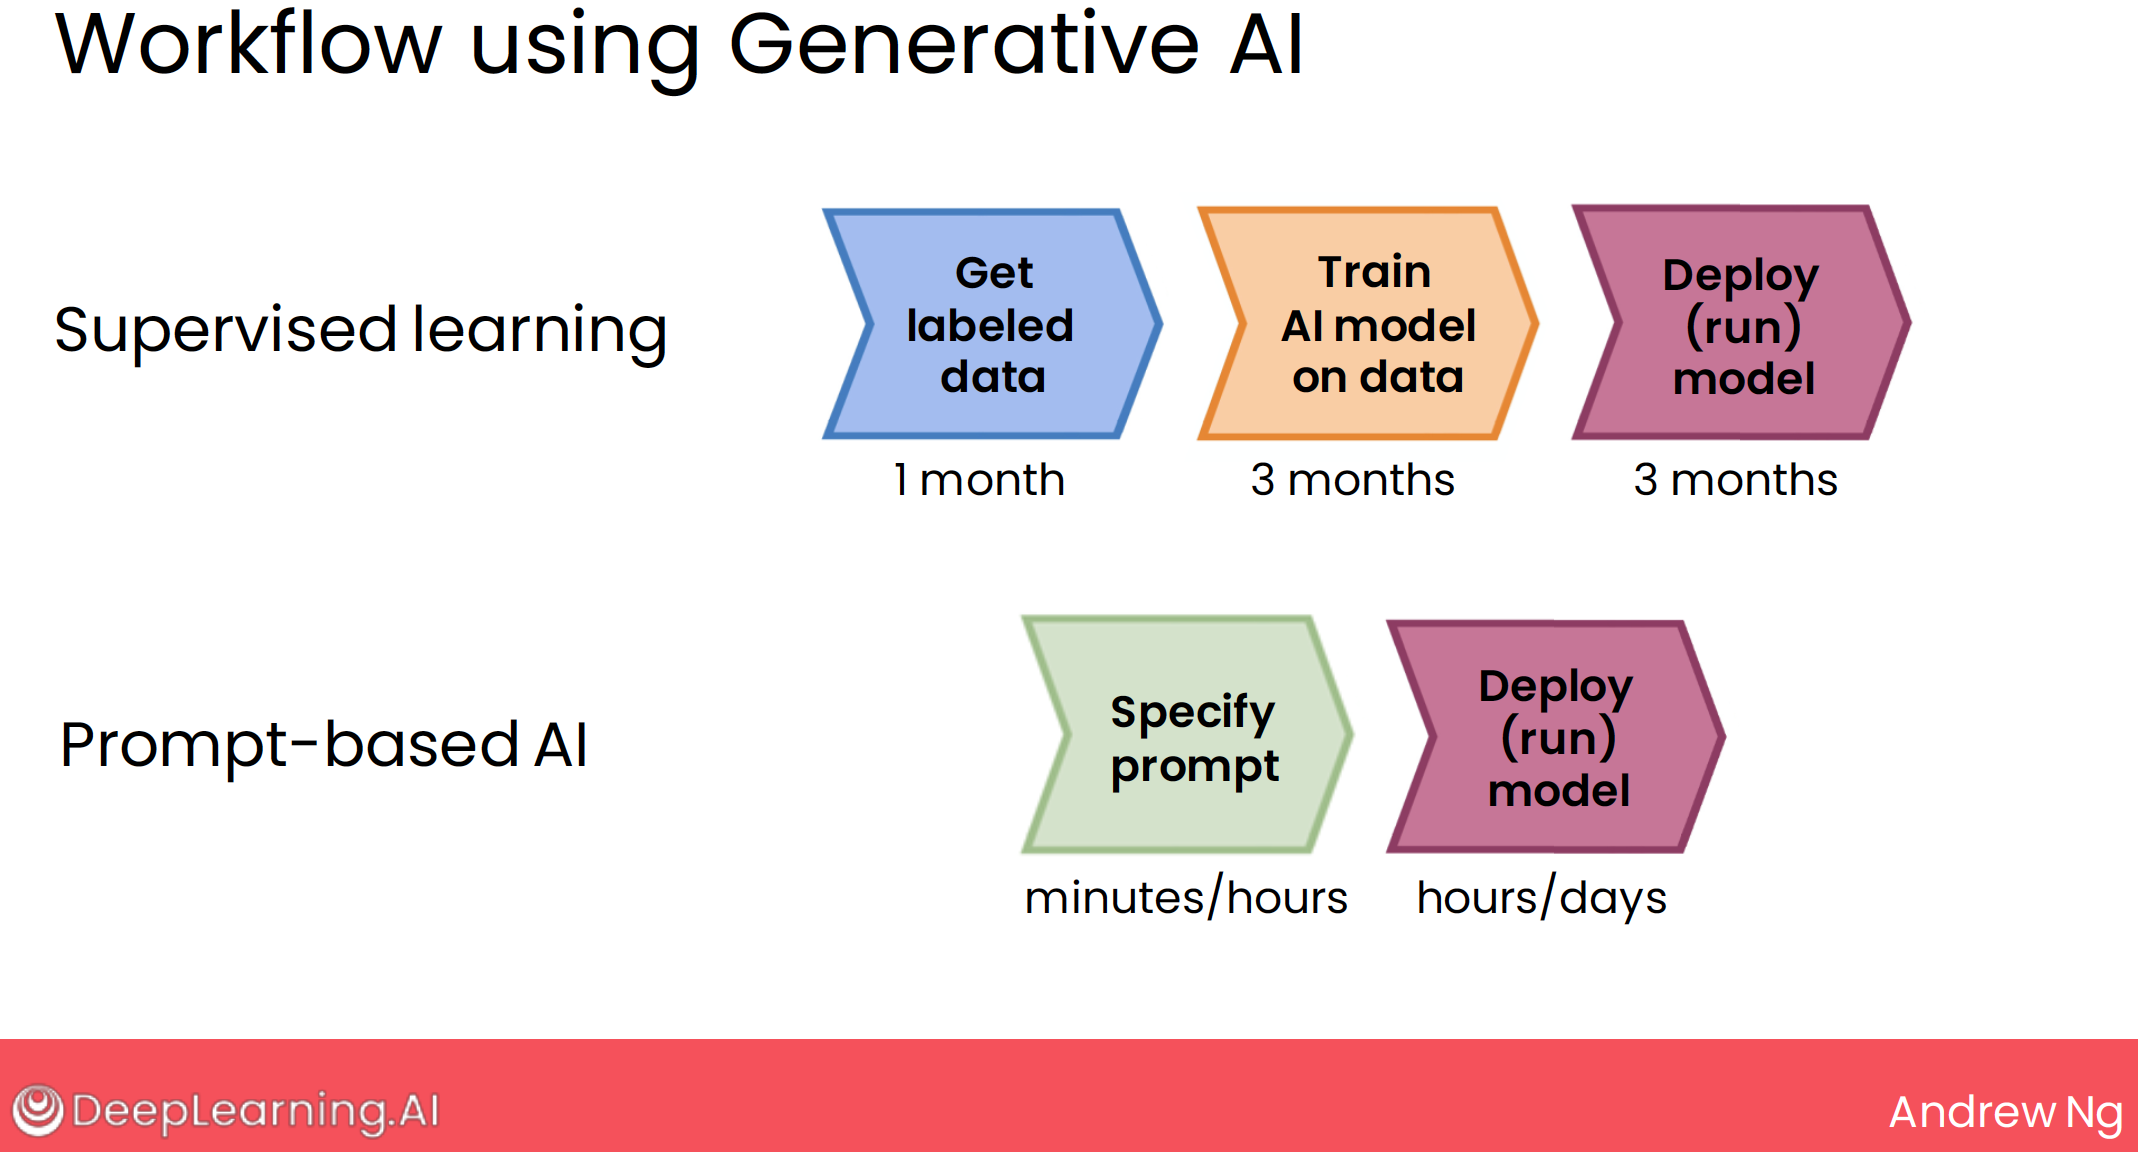 Workflow using Generative AI
Supervised learning
Get
labeled
data
1 month
Train
AI model
on data
3 months
Deploy
(run)
model
3 months
Prompt-based AI
Specify
prompt
minutes/hours
Deploy
(run)
model
hours/days
DeepLearning.AI
Andrew Ng